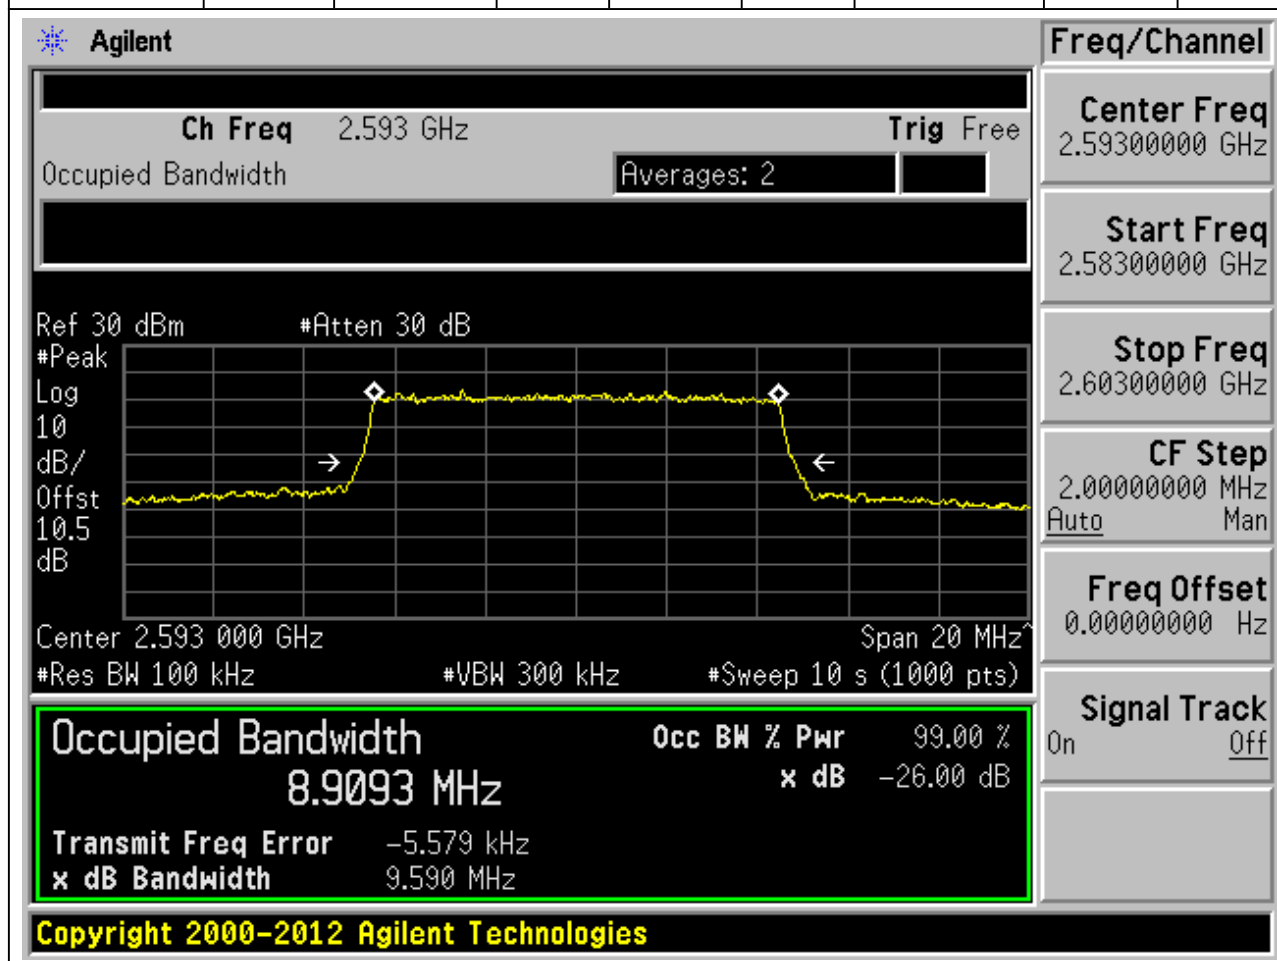 Agilent
Freq/Channel
Ch Freq 2.593 GHz Trig Free
Occupied Bandwidth Averages: 2
Center Freq
2.59300000 GHz
Start Freq
2.58300000 GHz
Stop Freq
2.60300000 GHz
CF Step
2.00000000 MHz
Auto Man
Freq Offset
0.00000000 Hz
Signal Track
On Off
Ref 30 dBm #Atten 30 dB
#Peak
Log
10
dB/
Offst
10.5
dB
Center 2.593 000 GHz Span 20 MHz^
#Res BW 100 kHz #VBW 300 kHz #Sweep 10 s (1000 pts)
Occupied Bandwidth Occ BW % Pwr 99.00 %
8.9093 MHz x dB -26.00 dB
Transmit Freq Error -5.579 kHz
x dB Bandwidth 9.590 MHz
Copyright 2000-2012 Agilent Technologies